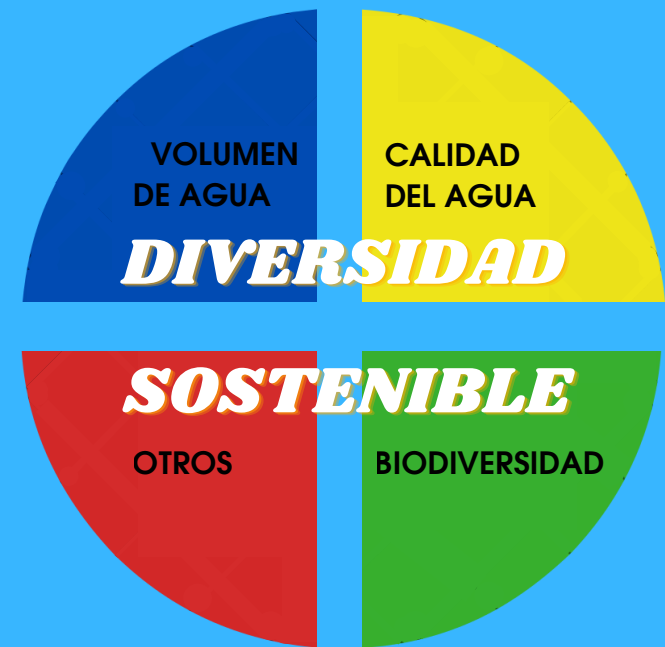 VOLUMEN
DE AGUA
CALIDAD
DEL AGUA
DIVERSIDAD
SOSTENIBLE
OTROS
BIODIVERSIDAD